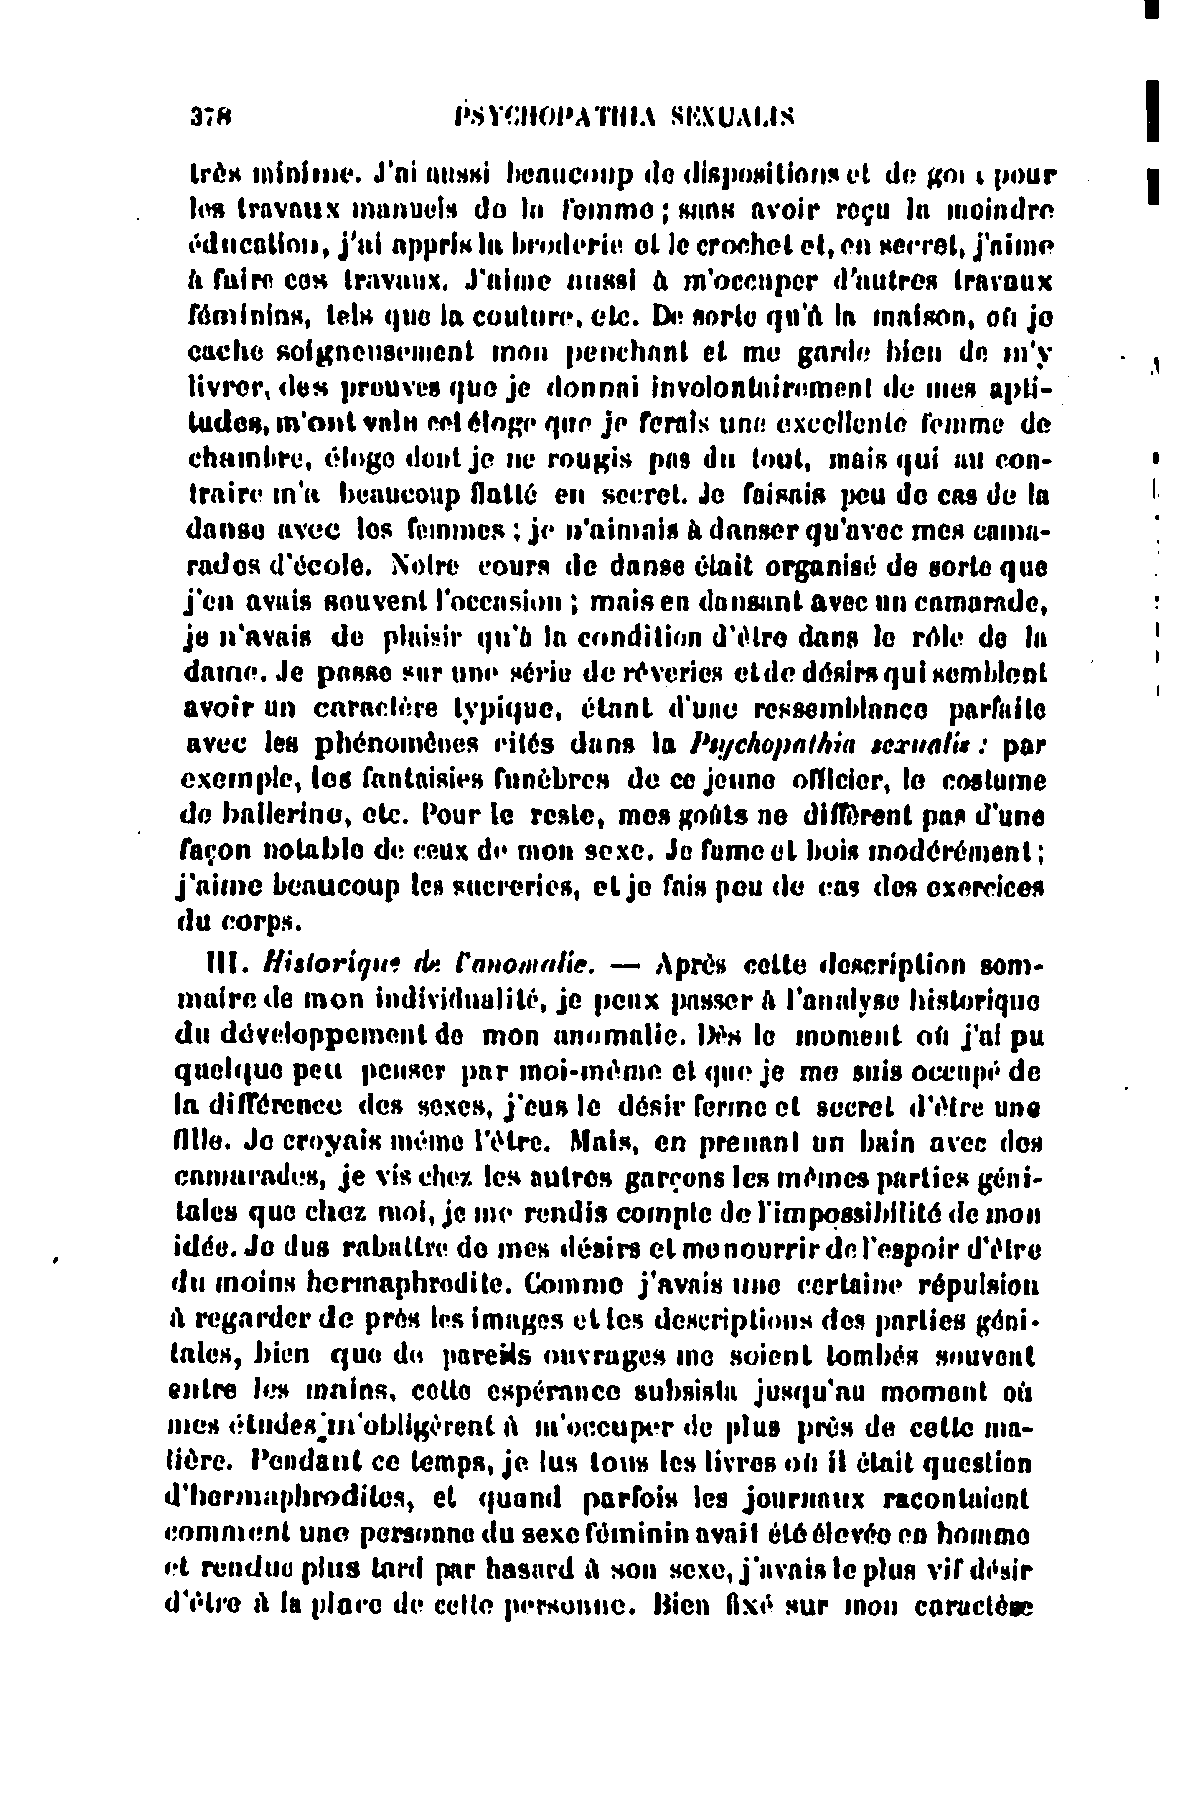 378 PSYCHOPATHIA SEXUALIS
très minime. J'ai aussi beaucoup de dispositions et de goût pour
les travaux manuels de la femme ; sans avoir reçu la moindre
éducation, j'ai appris la broderie et le crochet et, en secret, j'aime
à faire ces travaux. J'aime aussi à m'occuper d'autres travaux
féminins, tels que la couture, etc. De sorte qu'à la maison, où je
cache soigneusement mon penchant et me garde bien de m'y
livrer, des preuves que je donnai involontairement de mes apti-
tudes, m'ont valu cet éloge que je ferais une excellente femme de
chambre, éloge dont je ne rougis pas du tout, mais qui au con-
traire m'a beaucoup flatté en secret. Je faisais peu de cas de la
danse avec les femmes ; je n'aimais à danser qu'avec mes cama-
rades d'école. Notre cours de danse était organisé de sorte que
j'en avais souvent l'occasion ; mais en dansant avec un camarade,
je n'avais de plaisir qu'à la condition d'être dans le rôle de la
dame. Je passe sur une série de rêveries et de désirs qui semblent
avoir un caractère typique, étant d'une ressemblance parfaite
avec les phénomènes cités dans la Psychopathia sexualis : par
exemple, les fantaisies funèbres de ce jeune officier, le costume
de ballerine, etc. Pour le reste, mes goûts ne diffèrent pas d'une
façon notable de ceux de mon sexe. Je fume et bois modérément ;
j'aime beaucoup les sucreries, et je fais peu de cas des exercices
du corps.
III. Historique de l'anomalie. — Après cette description som-
maire de mon individualité, je peux passer à l'analyse historique
du développement de mon anomalie. Dès le moment où j'ai pu
quelque peu penser par moi-même et que je me suis occupé de
la différence des sexes, j'eus le désir ferme et secret d'être une
fille. Je croyais même l'être. Mais, en prenant un bain avec des
camarades, je vis chez les autres garçons les mêmes parties géni-
tales que chez moi, je me rendis compte de l'impossibilité de mon
idée. Je dus rabattre de mes désirs et me nourrir de l'espoir d'être
du moins hermaphrodite. Comme j'avais une certaine répulsion
à regarder de près les images et les descriptions des parties géni-
tales, bien que de pareils ouvrages me soient tombés souvent
entre les mains, cette espérance subsista jusqu'au moment où
mes études m'obligèrent à m'occuper de plus près de cette ma-
tière. Pendant ce temps, je lus tous les livres où il était question
d'hermaphrodites, et quand parfois les journaux racontaient
comment une personne du sexe féminin avait été élevée en homme
et rendue plus tard par hasard à son sexe, j'avais le plus vif désir
d'être à la place de cette personne. Bien fixé sur mon caractère